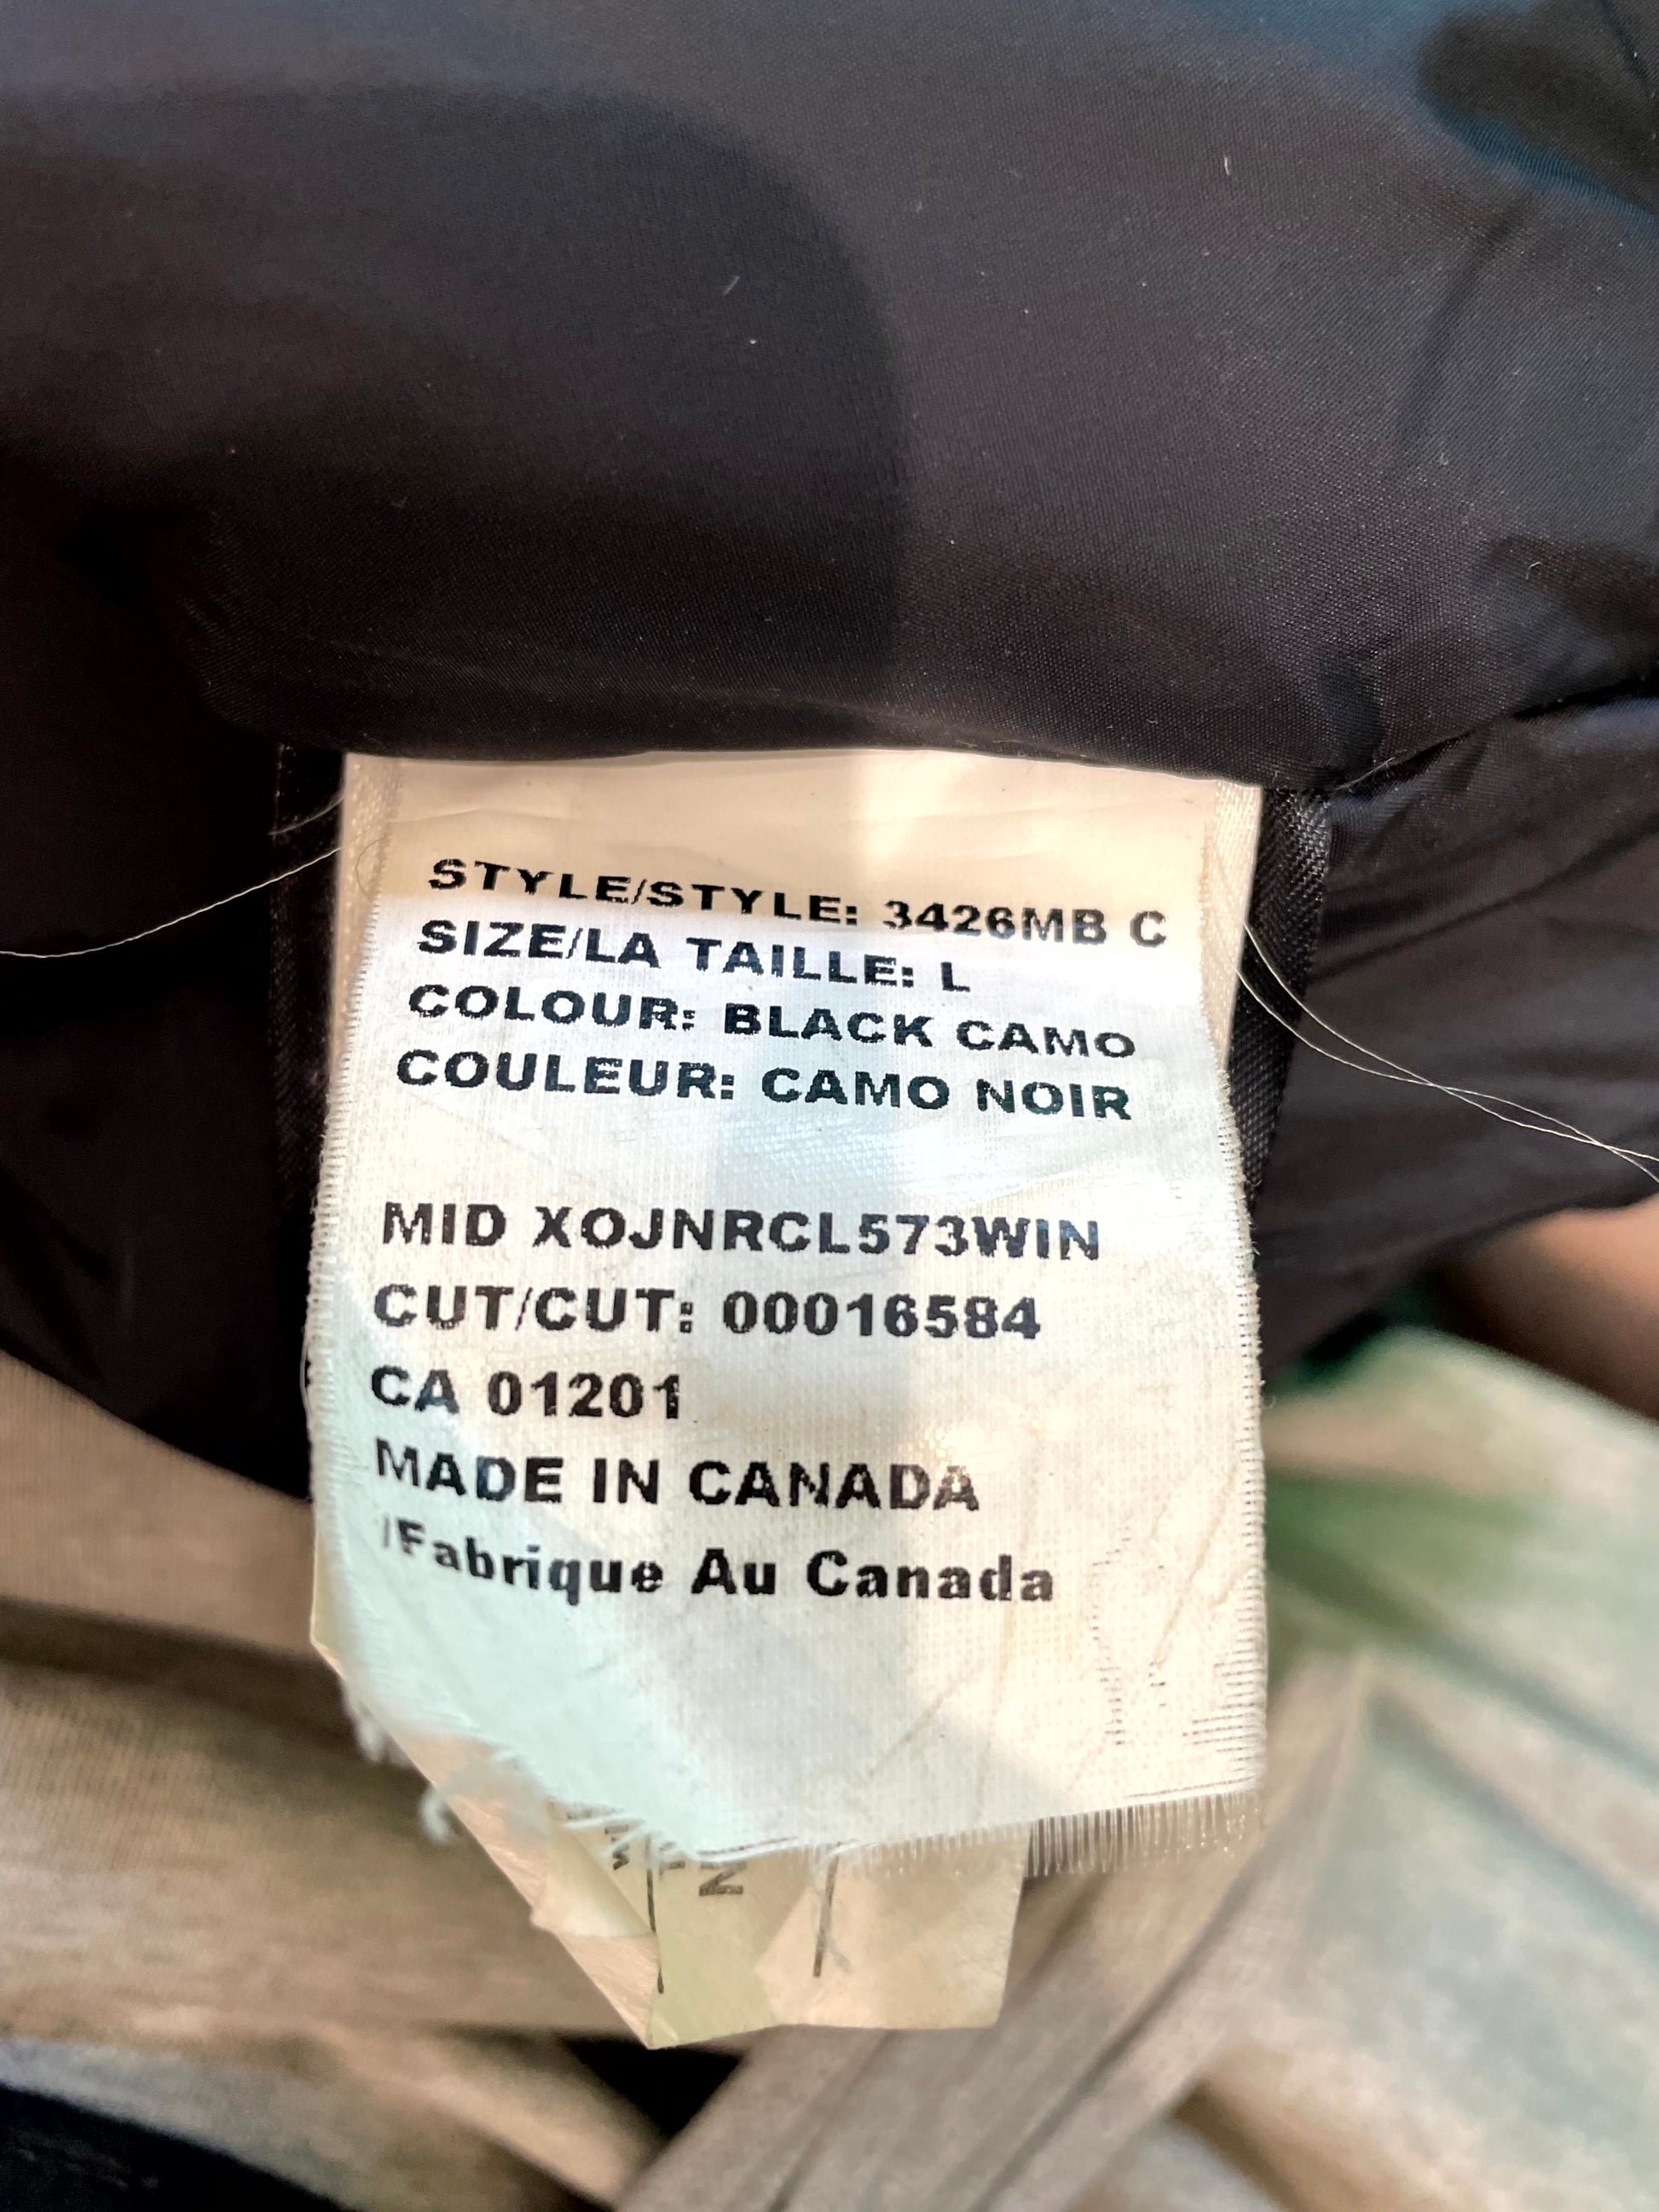 STYLE/STYLE: 3426MB C
SIZE/LA TAILLE: L
COLOUR: BLACK CAMO
COULEUR: CAMO NOIR
MID XOJNRCL573WIN
CUT/CUT: 00016584
CA 01201
MADE IN CANADA
/Fabrique Au Canada